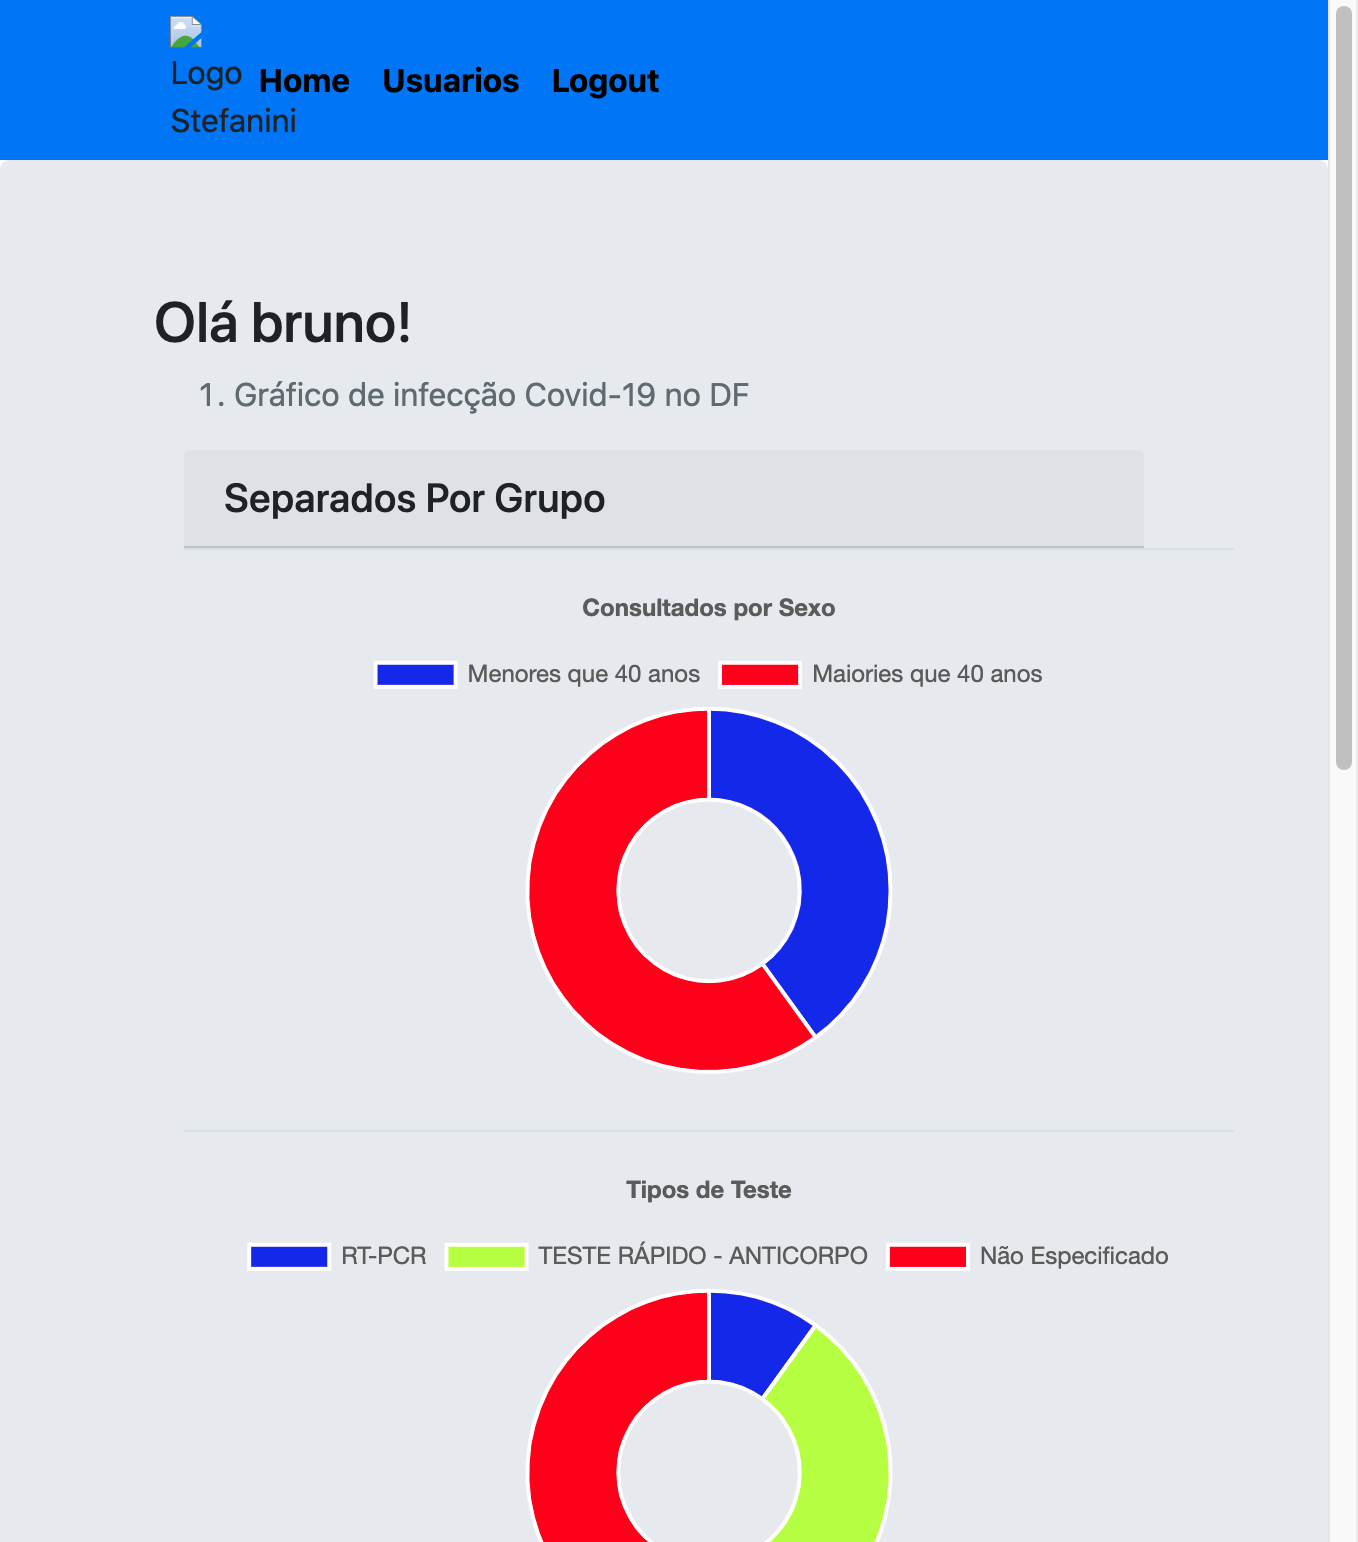 Logo
Stefanini
Home Usuarios Logout
Olá bruno!
1. Gráfico de infecção Covid-19 no DF
Separados Por Grupo
Consultados por Sexo
Menores que 40 anos Maiories que 40 anos
Tipos de Teste
RT-PCR TESTE RÁPIDO - ANTICORPO Não Especificado